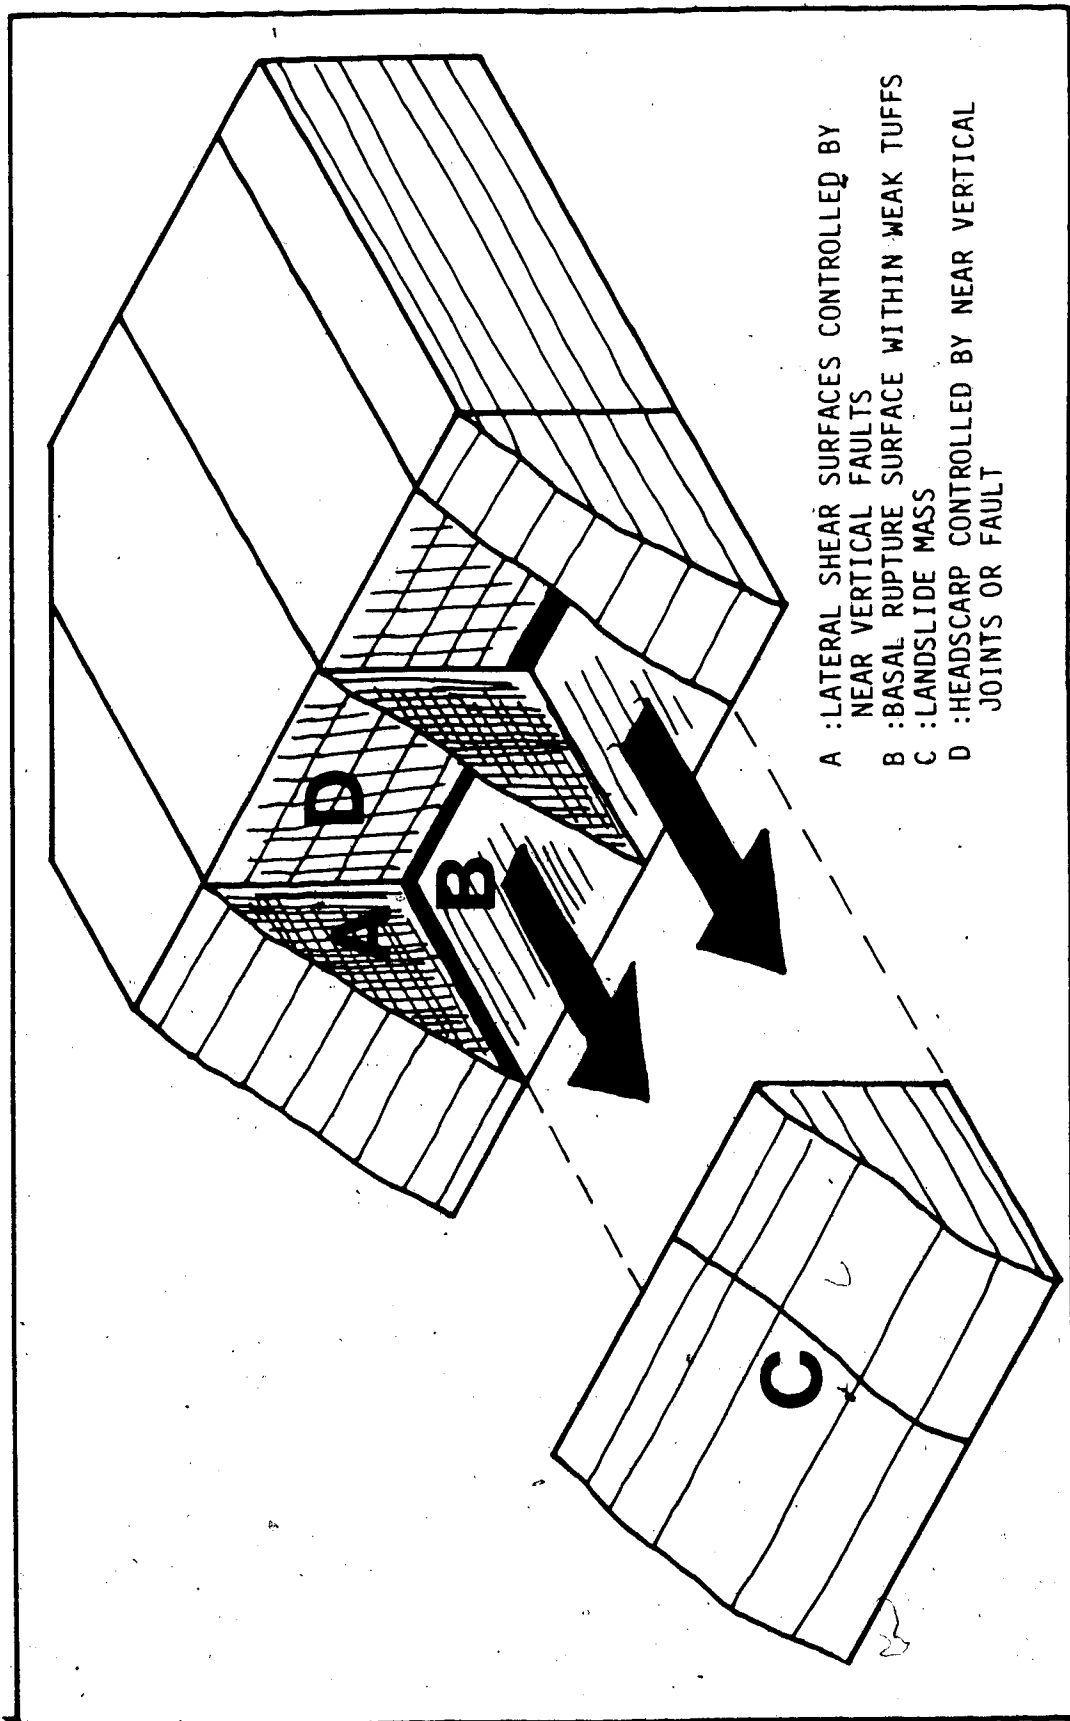 D
A
B
C
A :LATERAL SHEAR SURFACES CONTROLLED BY
NEAR VERTICAL FAULTS
B :BASAL RUPTURE SURFACE WITHIN WEAK TUFFS
C :LANDSLIDE MASS
D :HEADSCARP CONTROLLED BY NEAR VERTICAL
JOINTS OR FAULT